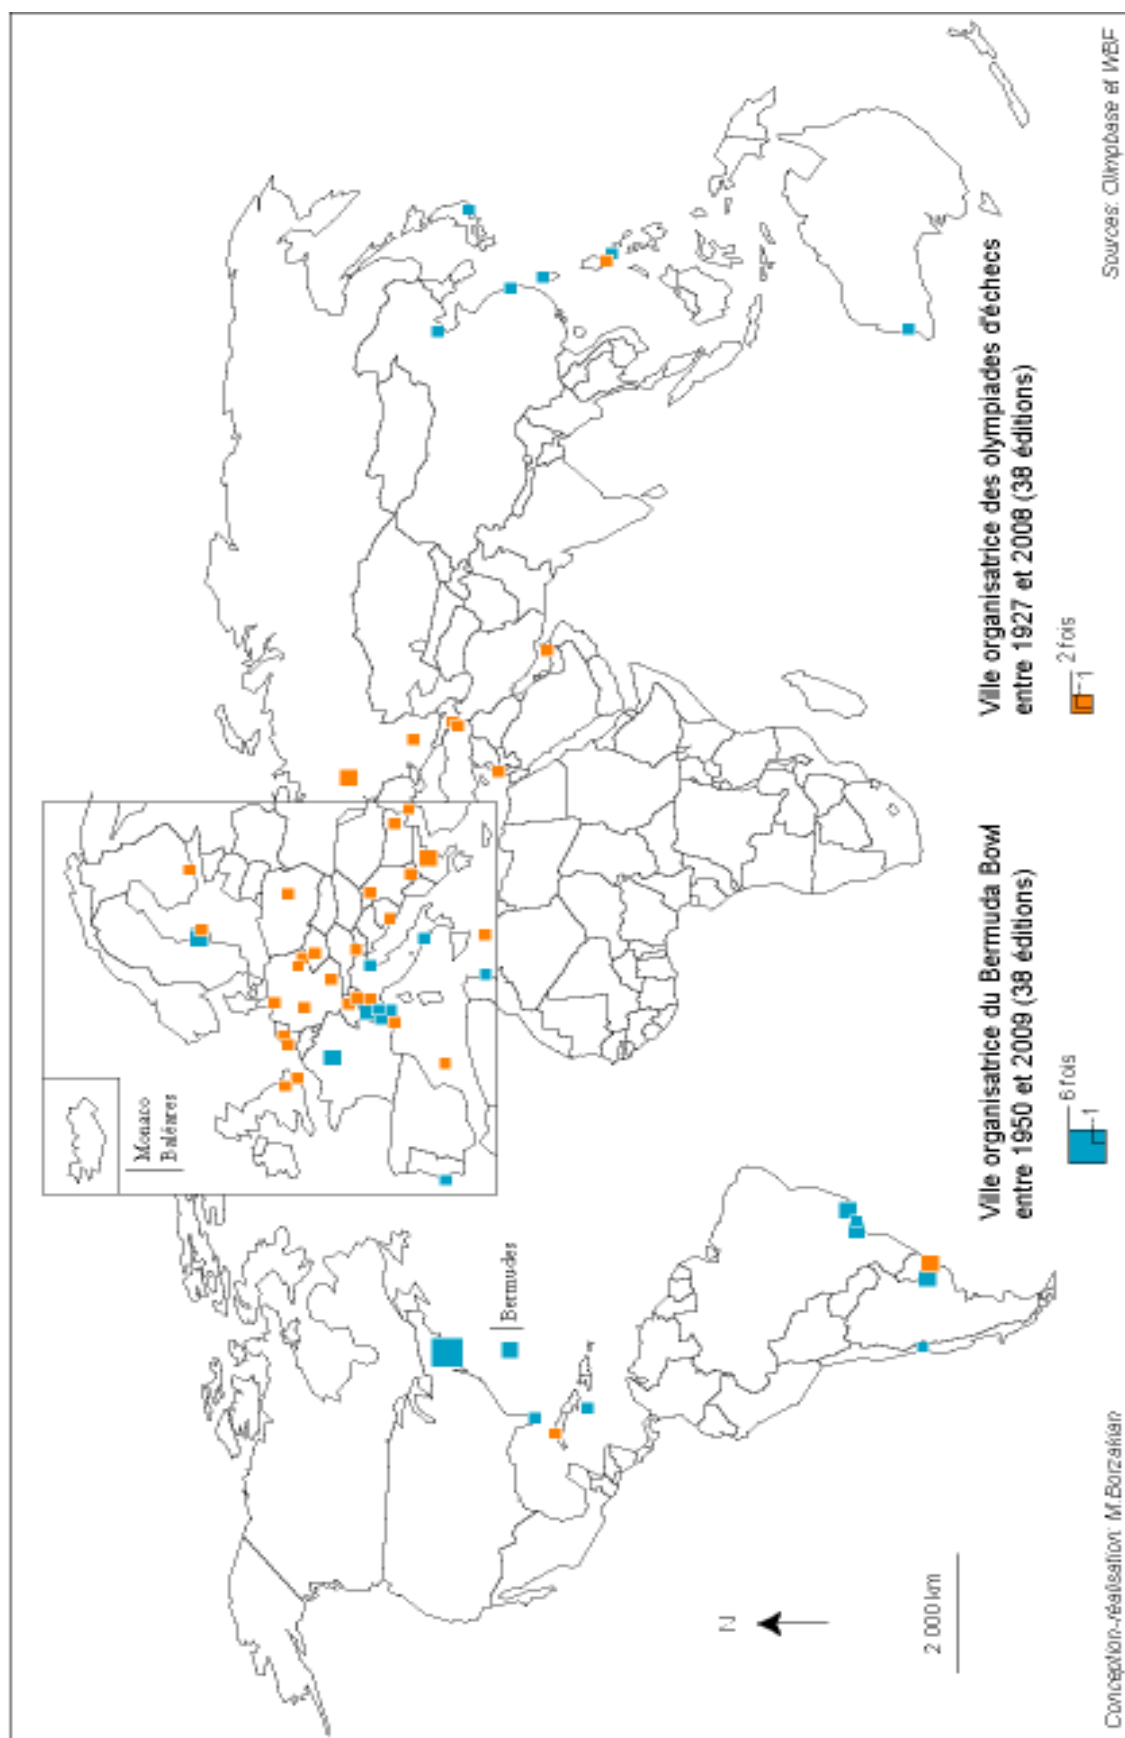 Monaco
Baléares
Bermudes
N
2 000 km
Ville organisatrice du Bermuda Bowl
entre 1950 et 2009 (38 éditions)
6 fois
1
Ville organisatrice des olympiades d'échecs
entre 1927 et 2008 (38 éditions)
2 fois
1
Conception-réalisation: M.Borzakian
Sources: Olimpbase et WBF